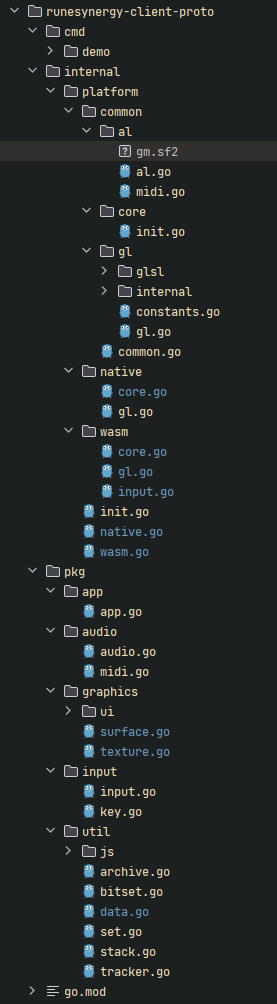 runesynergy-client-proto
cmd
demo
internal
platform
common
al
gm.sf2
al.go
midi.go
core
init.go
gl
glsl
internal
constants.go
gl.go
common.go
native
core.go
gl.go
wasm
core.go
gl.go
input.go
init.go
native.go
wasm.go
pkg
app
app.go
audio
audio.go
midi.go
graphics
ui
surface.go
texture.go
input
input.go
key.go
util
js
archive.go
bitset.go
data.go
set.go
stack.go
tracker.go
go.mod